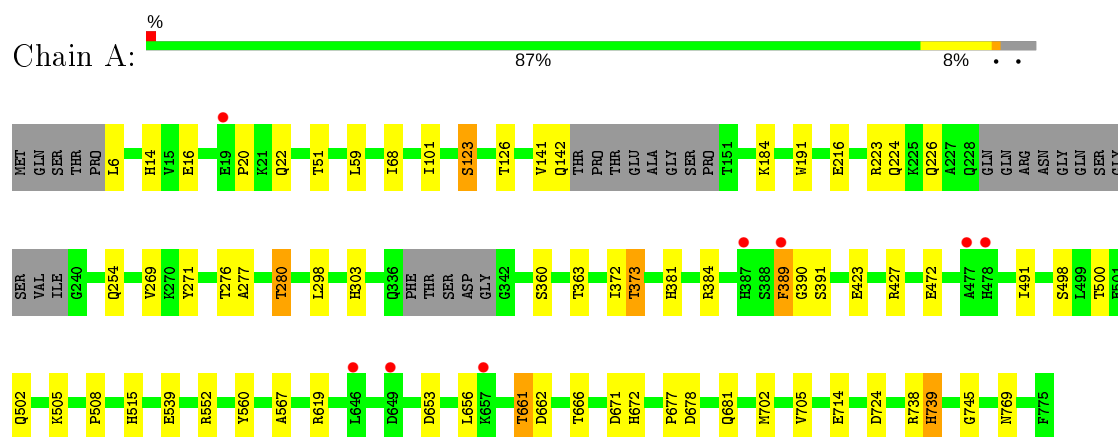 %
Chain A:
87% 8% • •
MET GLN SER THR PRO L6 H14 V15 E16 E19 P20 K21 Q22 T51 L59 I68 I101 S123 T126 V141 Q142 THR PRO THR GLU ALA GLY SER PRO T151 K184 W191 E216 R223 Q224 K225 Q226 A227 Q228 GLN GLN ARG ASN GLY GLN SER GLY
SER VAL ILE G240 Q254 V269 K270 Y271 T276 A277 T280 L298 H303 Q336 PHE THR SER ASP GLY G342 S360 T363 I372 T373 H381 R384 H387 S388 F389 G390 S391 E423 R427 E472 A477 H478 I491 S498 L499 T500 E501
Q502 K505 P508 H515 E539 R552 Y560 A567 R619 L646 D649 D653 L656 K657 T661 D662 T666 D671 H672 P677 D678 Q681 M702 V705 E714 D724 R738 H739 G745 N769 F775